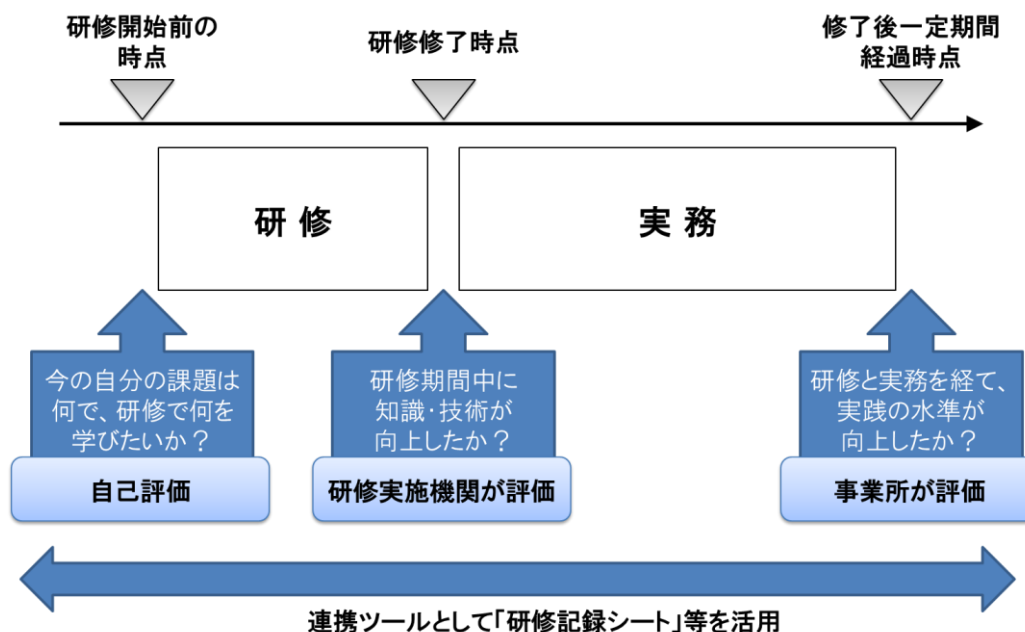 研修開始前の
時点
研修修了時点
修了後一定期間
経過時点
研 修
実 務
今の自分の課題は
何で、研修で何を
学びたいか？
自己評価
研修期間中に
知識・技術が
向上したか？
研修実施機関が評価
研修と実務を経て、
実践の水準が
向上したか？
事業所が評価
連携ツールとして「研修記録シート」等を活用